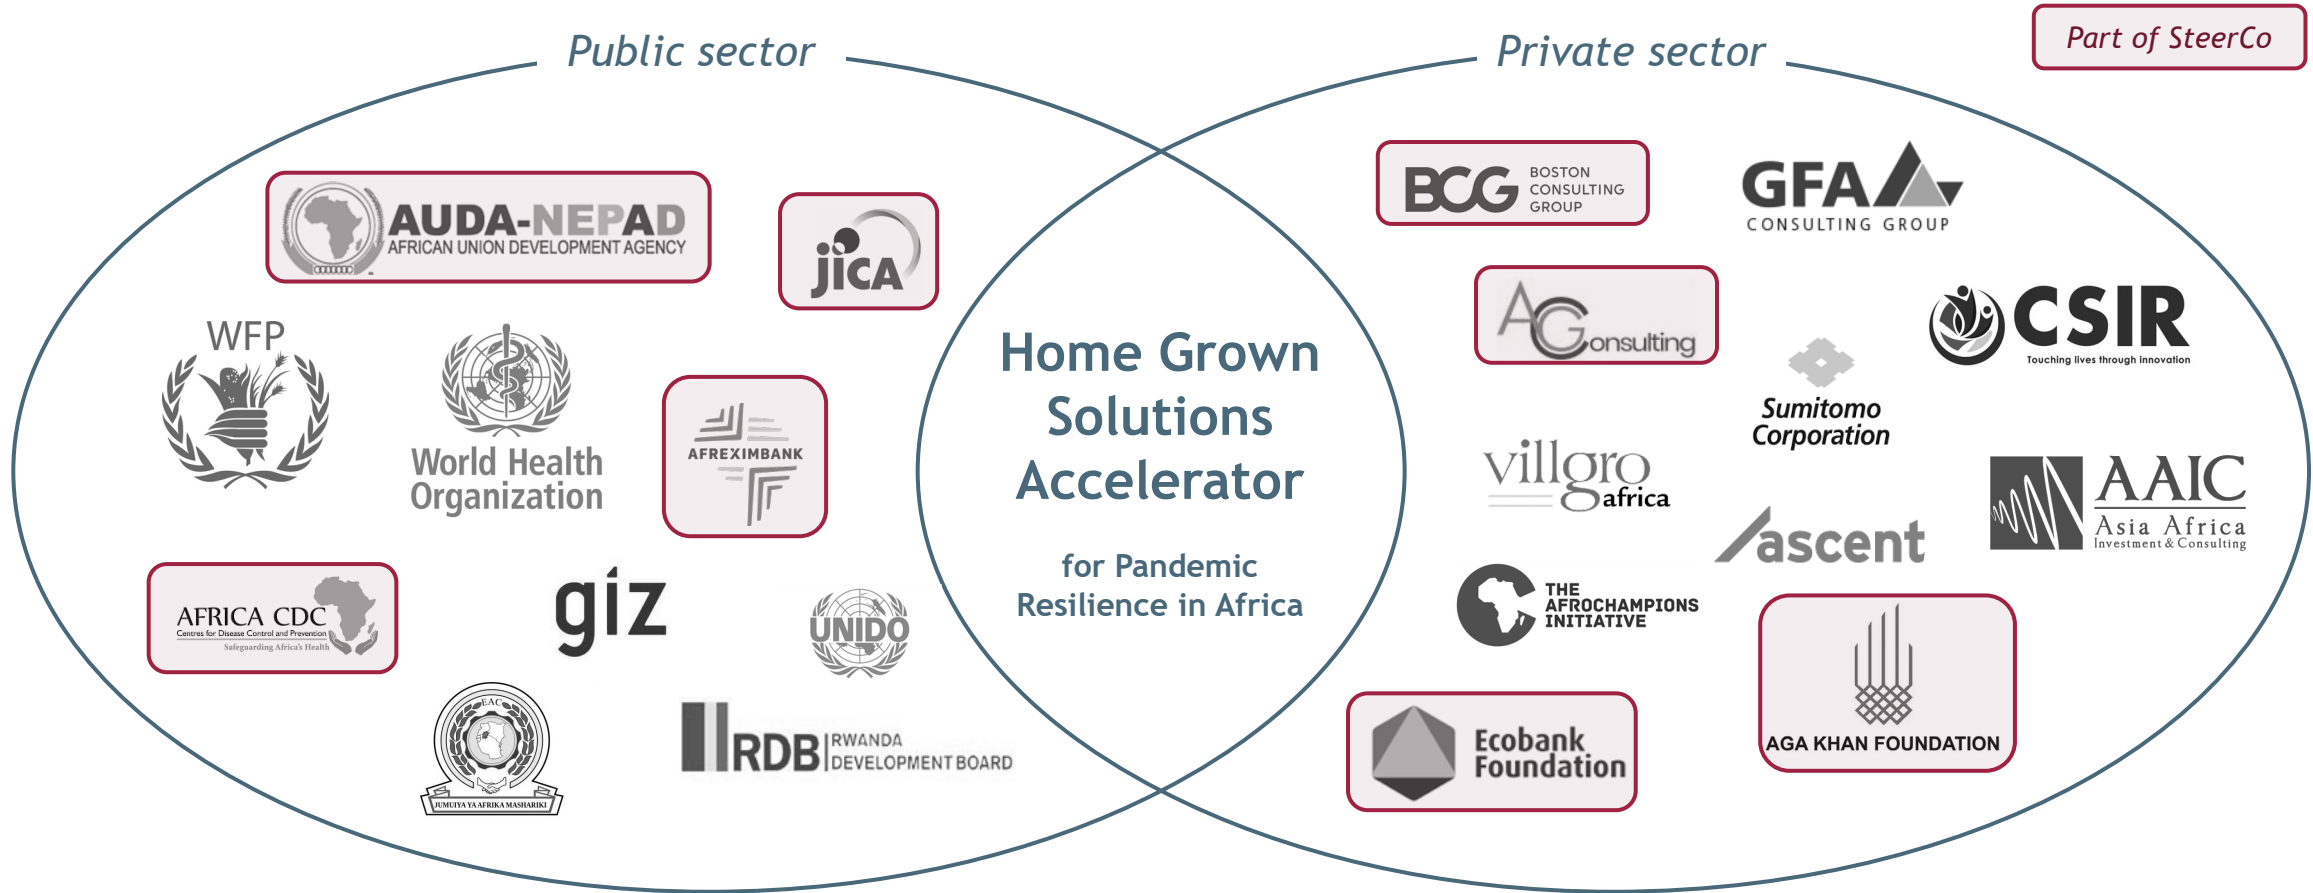 Public sector
Private sector
Part of SteerCo
AUDA-NEPAD
AFRICAN UNION DEVELOPMENT AGENCY
jica
WFP
World Health
Organization
AFREXIMBANK
AFRICA CDC
Centres for Disease Control and Prevention
Safeguarding Africa's Health
giz
UNIDO
EAC
JUMUIYA YA AFRIKA MASHARIKI
RDB
RWANDA
DEVELOPMENT BOARD
Home Grown
Solutions
Accelerator
for Pandemic
Resilience in Africa
BCG
BOSTON
CONSULTING
GROUP
GFA
CONSULTING GROUP
AGConsulting
CSIR
Touching lives through innovation
Sumitomo
Corporation
villgro
africa
AAIC
Asia Africa
Investment & Consulting
ascent
THE
AFROCHAMPIONS
INITIATIVE
Ecobank
Foundation
AGA KHAN FOUNDATION